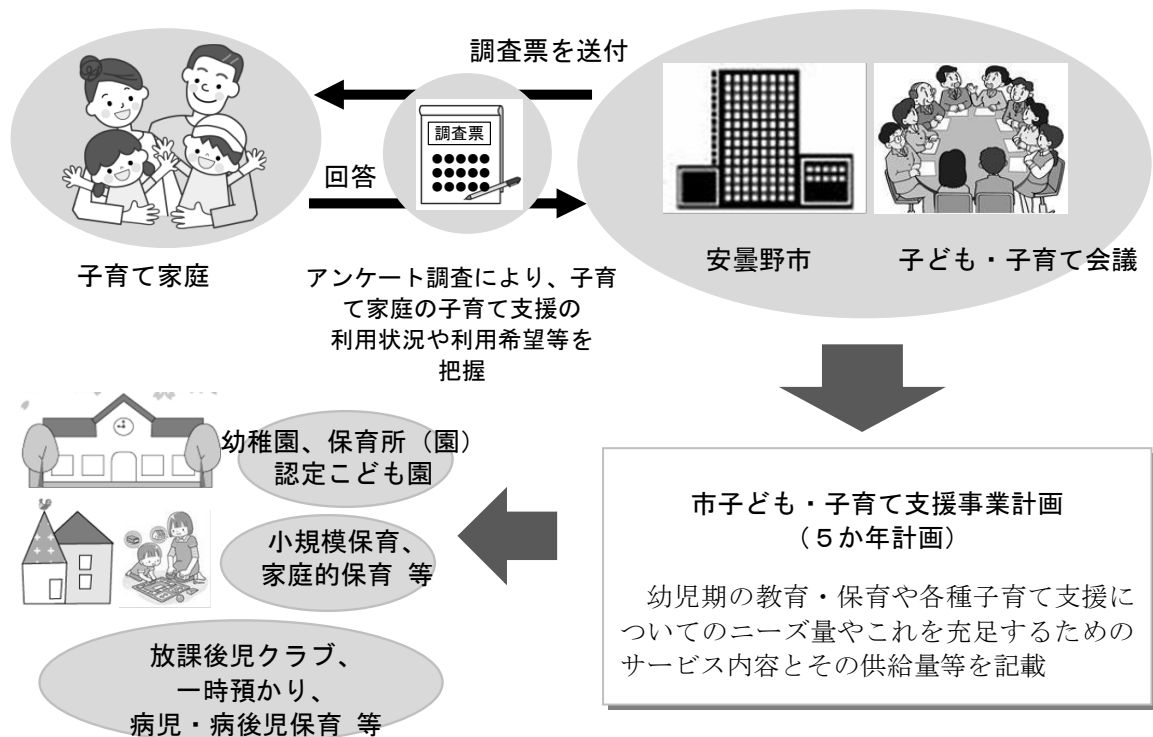 調査票を送付
調査票
回答
子育て家庭
安曇野市
子ども・子育て会議
アンケート調査により、子育
て家庭の子育て支援の
利用状況や利用希望等を
把握
幼稚園、保育所（園）
認定こども園
小規模保育、
家庭的保育 等
放課後児クラブ、
一時預かり、
病児・病後児保育 等
市子ども・子育て支援事業計画
（５か年計画）
幼児期の教育・保育や各種子育て支援に
ついてのニーズ量やこれを充足するための
サービス内容とその供給量等を記載